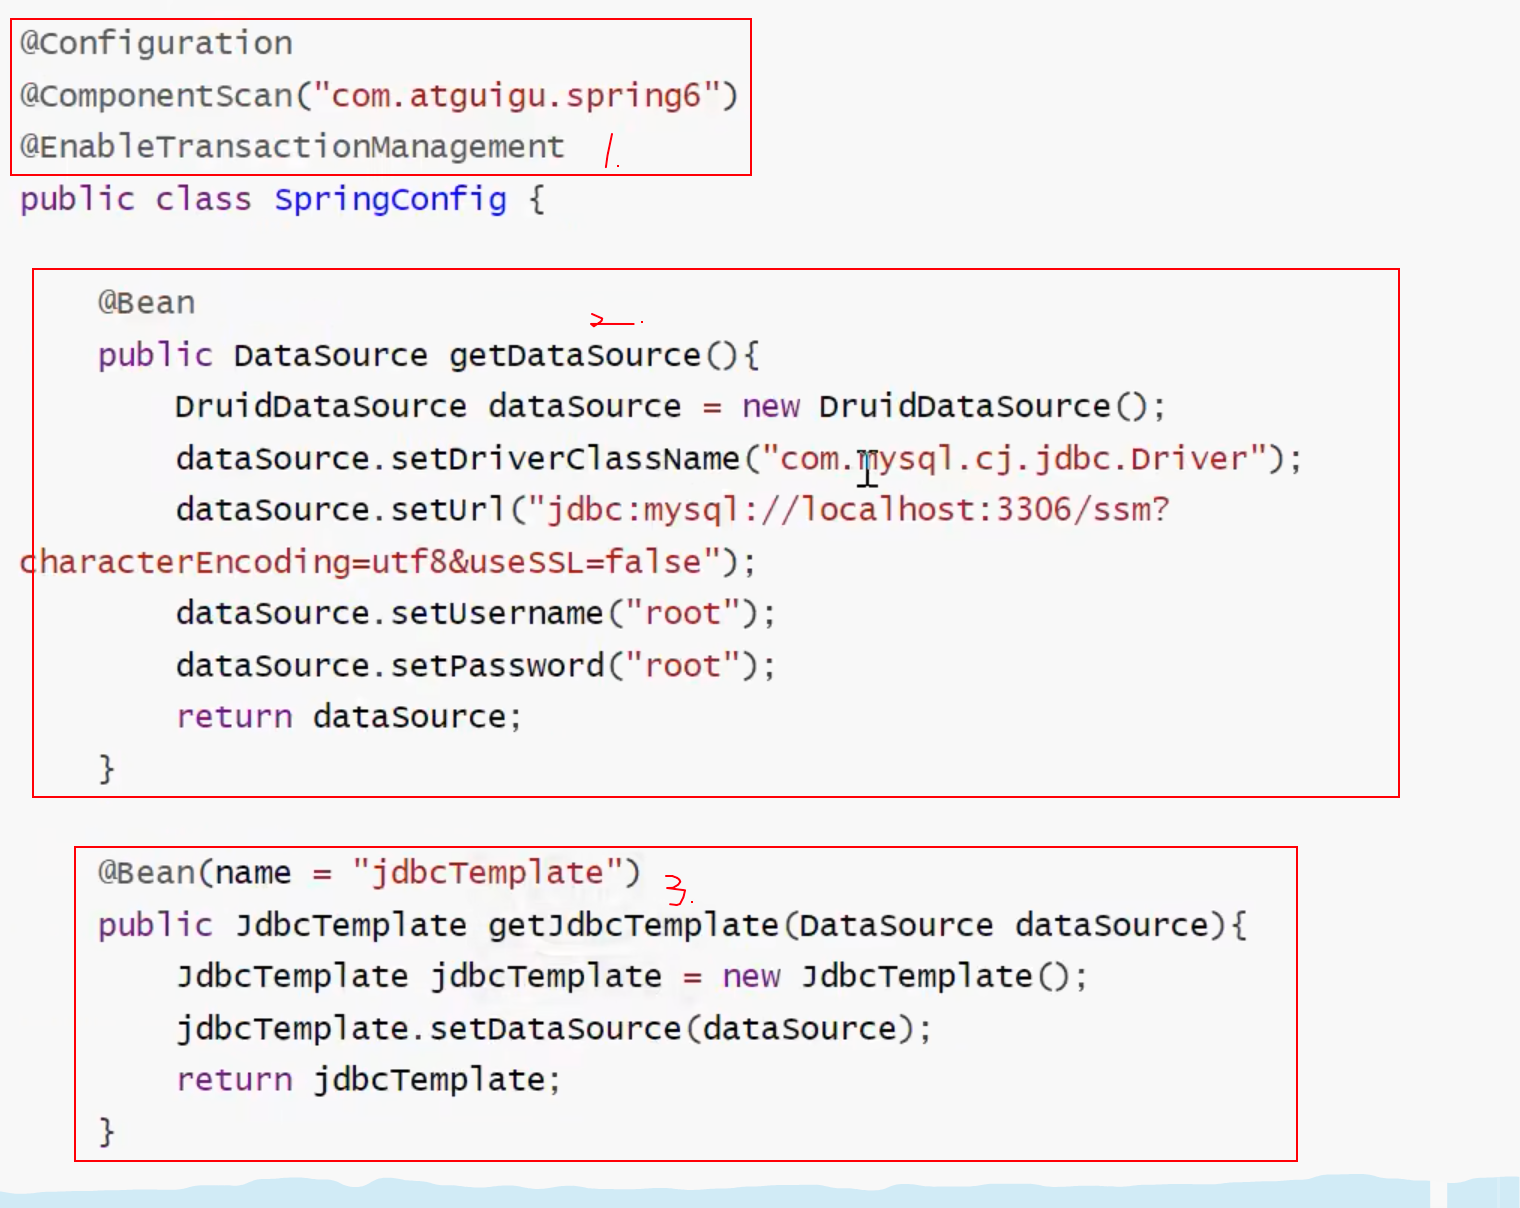 @Configuration
@ComponentScan("com.atguigu.spring6")
@EnableTransactionManagement 1.
public class SpringConfig {
@Bean
2.
public DataSource getDataSource(){
DruidDataSource dataSource = new DruidDataSource();
dataSource.setDriverClassName("com.mysql.cj.jdbc.Driver");
dataSource.setUrl("jdbc:mysql://localhost:3306/ssm?
characterEncoding=utf8&useSSL=false");
dataSource.setUsername("root");
dataSource.setPassword("root");
return dataSource;
}
@Bean(name = "jdbcTemplate") 3.
public JdbcTemplate getJdbcTemplate(DataSource dataSource){
JdbcTemplate jdbcTemplate = new JdbcTemplate();
jdbcTemplate.setDataSource(dataSource);
return jdbcTemplate;
}